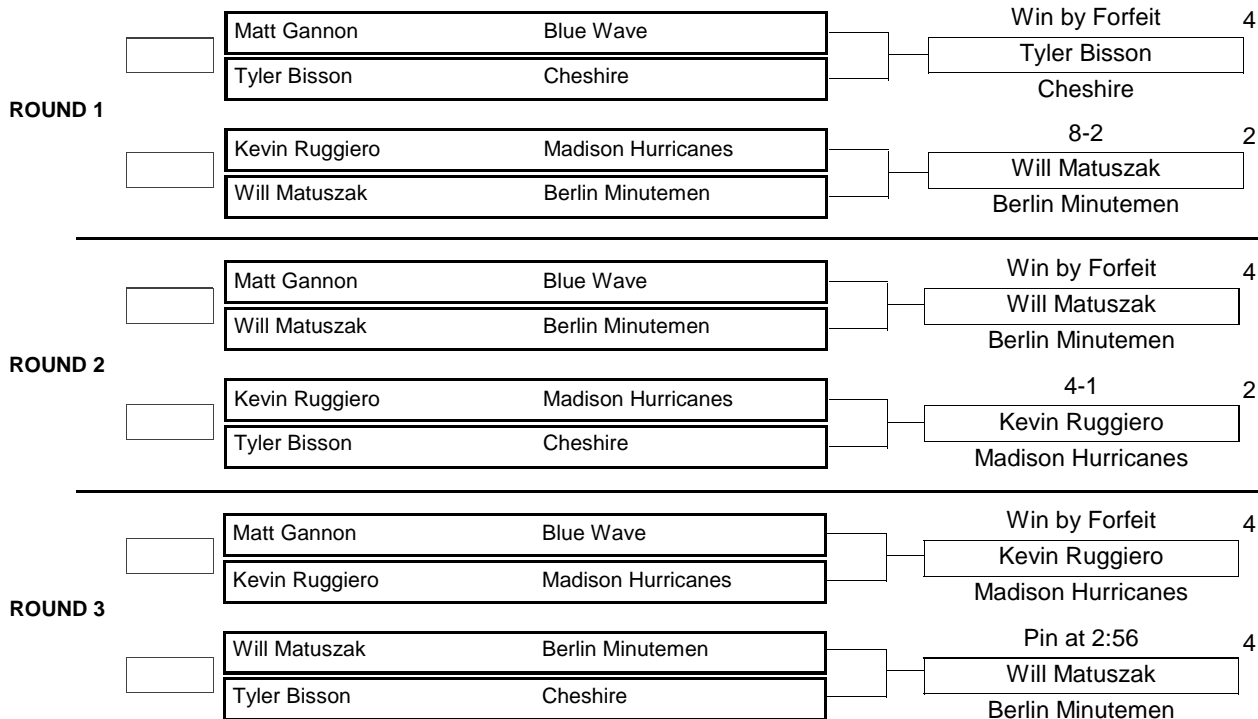 Win by Forfeit 4
Matt Gannon Blue Wave
Tyler Bisson
Tyler Bisson Cheshire
Cheshire
ROUND 1
8-2 2
Kevin Ruggiero Madison Hurricanes
Will Matuszak
Will Matuszak Berlin Minutemen
Berlin Minutemen
Win by Forfeit 4
Matt Gannon Blue Wave
Will Matuszak
Will Matuszak Berlin Minutemen
Berlin Minutemen
ROUND 2
4-1 2
Kevin Ruggiero Madison Hurricanes
Kevin Ruggiero
Tyler Bisson Cheshire
Madison Hurricanes
Win by Forfeit 4
Matt Gannon Blue Wave
Kevin Ruggiero
Kevin Ruggiero Madison Hurricanes
Madison Hurricanes
ROUND 3
Pin at 2:56 4
Will Matuszak Berlin Minutemen
Will Matuszak
Tyler Bisson Cheshire
Berlin Minutemen